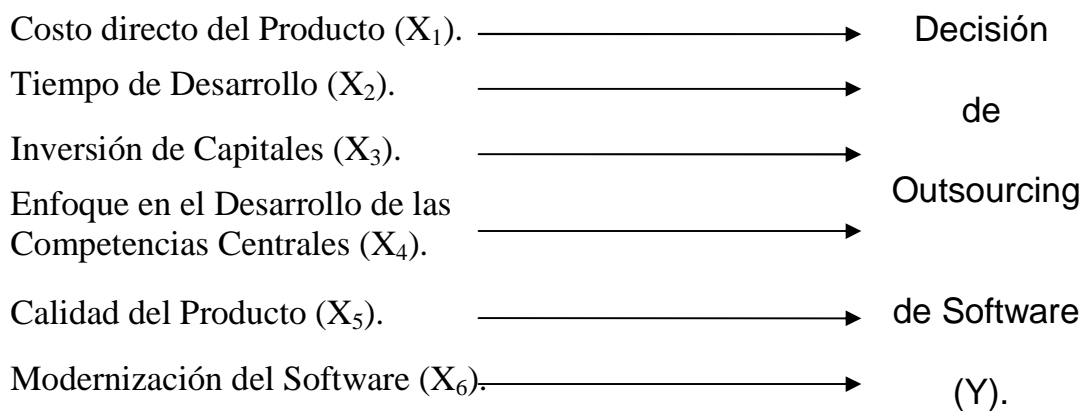 Costo directo del Producto (X₁).
Tiempo de Desarrollo (X₂).
Inversión de Capitales (X₃).
Enfoque en el Desarrollo de las
Competencias Centrales (X₄).
Calidad del Producto (X₅).
Modernización del Software (X₆).
Decisión
de
Outsourcing
de Software
(Y).